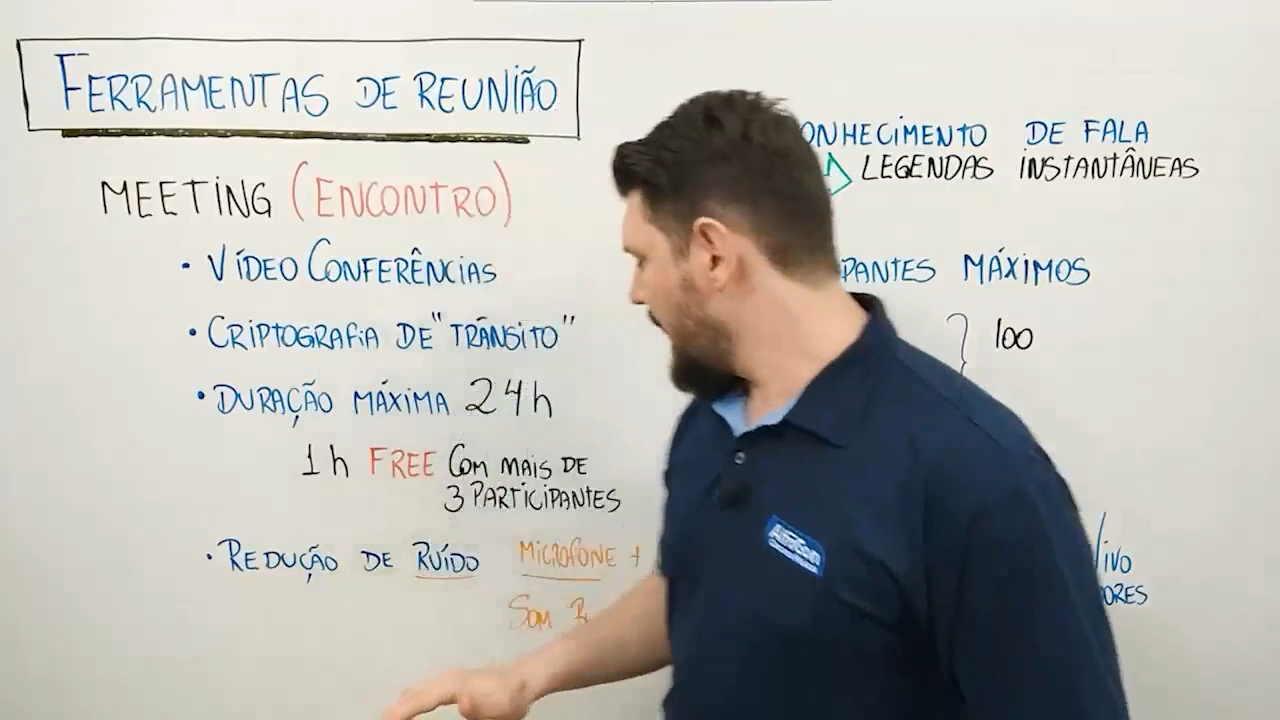 FERRAMENTAS DE REUNIÃO
MEETING (ENCONTRO)
• VÍDEO CONFERÊNCIAS
• CRIPTOGRAFIA DE "TRÂNSITO"
• DURAÇÃO MÁXIMA 24h
1h FREE COM MAIS DE
3 PARTICIPANTES
• REDUÇÃO DE RUÍDO MICROFONE +
SOM
ONHECIMENTO DE FALA
LEGENDAS INSTANTÂNEAS
PANTES MÁXIMOS
} 100
VIVO
DORES